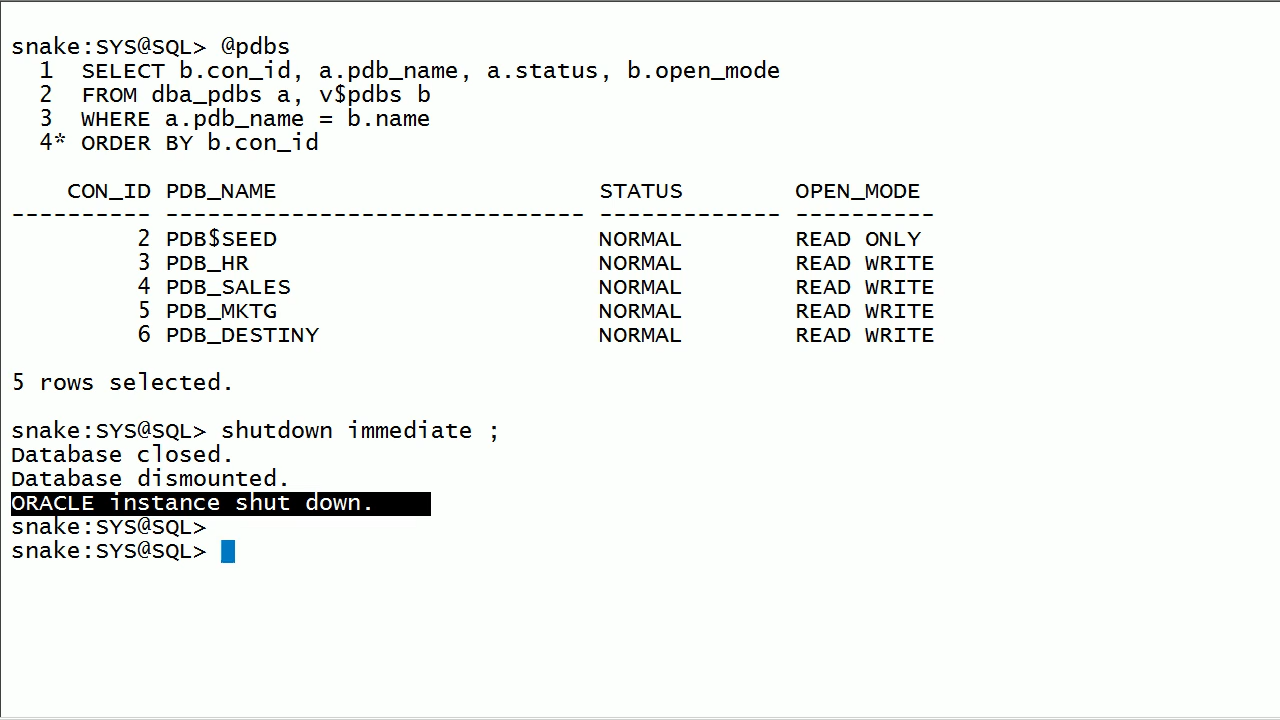 snake:SYS@SQL> @pdbs
  1  SELECT b.con_id, a.pdb_name, a.status, b.open_mode
  2  FROM dba_pdbs a, v$pdbs b
  3  WHERE a.pdb_name = b.name
  4* ORDER BY b.con_id
    CON_ID PDB_NAME                       STATUS        OPEN_MODE
---------- ------------------------------ ------------- ----------
         2 PDB$SEED                       NORMAL        READ ONLY
         3 PDB_HR                         NORMAL        READ WRITE
         4 PDB_SALES                      NORMAL        READ WRITE
         5 PDB_MKTG                       NORMAL        READ WRITE
         6 PDB_DESTINY                    NORMAL        READ WRITE
5 rows selected.
snake:SYS@SQL> shutdown immediate ;
Database closed.
Database dismounted.
ORACLE instance shut down.
snake:SYS@SQL>
snake:SYS@SQL>